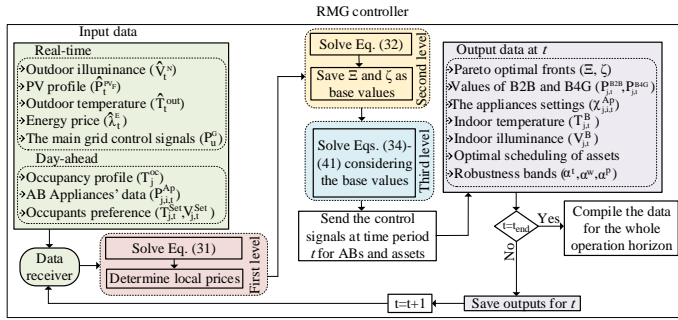 RMG controller
Input data
Real-time
Outdoor illuminance (V̂ₜᴺ)
PV profile (P̂ₜᴾⱽꟳ)
Outdoor temperature (T̂ₜᵒᵘᵗ)
Energy price (λ̂ₜᴱ)
The main grid control signals (Pᵤᴳ)
Day-ahead
Occupancy profile (Tⱼᵒᶜ)
AB Appliances' data (Pⱼ,ᵢ,ₜᴬᵖ)
Occupants preference (Tⱼ,ₜˢᵉᵗ,Vⱼ,ₜˢᵉᵗ)
Data
receiver
Solve Eq. (31)
Determine local prices
First level
Solve Eq. (32)
Save Ξ and ζ as
base values
Second level
Solve Eqs. (34)-
(41) considering
the base values
Third level
Send the control
signals at time period
t for ABs and assets
Output data at t
Pareto optimal fronts (Ξ, ζ)
Values of B2B and B4G (Pⱼ,ₜᴮ²ᴮ,Pⱼ,ₜᴮ⁴ᴳ)
The appliances settings (χⱼ,ᵢ,ₜᴬᵖ)
Indoor temperature (Tⱼ,ₜᴮ)
Indoor illuminance (Vⱼ,ₜᴮ)
Optimal scheduling of assets
Robustness bands (αᵗ,αʷ,αᵖ)
t=tend
Yes
No
Compile the data
for the whole
operation horizon
Save outputs for t
t=t+1